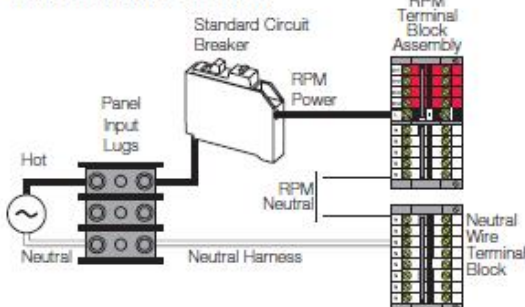 RPM
Terminal
Block
Assembly
Standard Circuit
Breaker
RPM
Power
Panel
Input
Lugs
Hot
RPM
Neutral
Neutral
Wire
Terminal
Block
Neutral
Neutral Harness